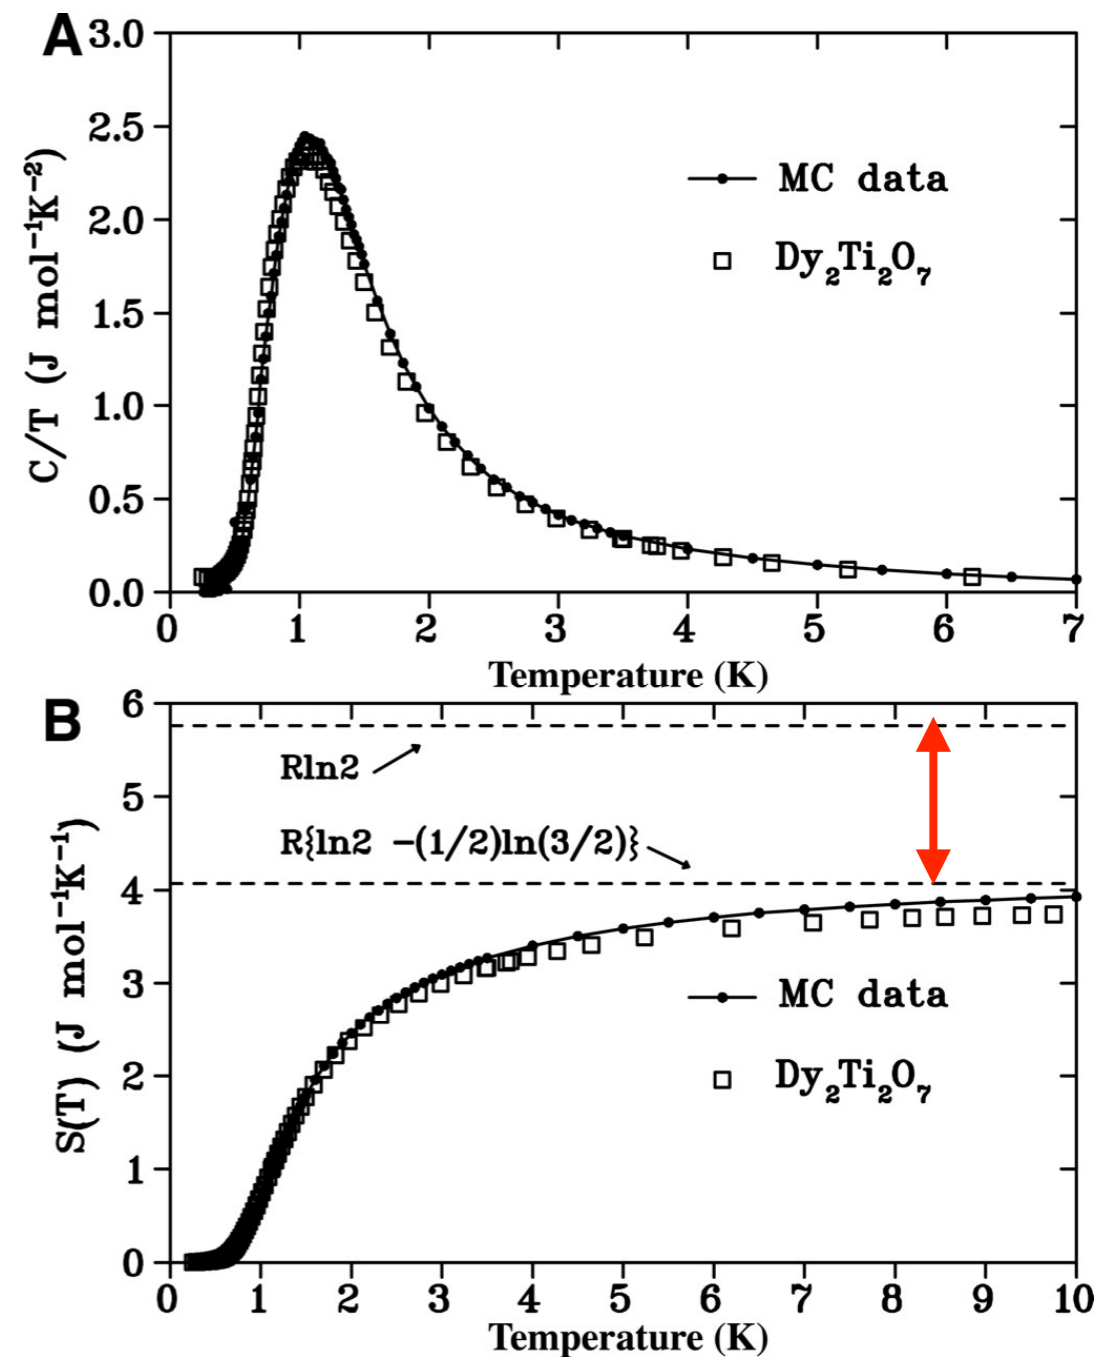 A
3.0
2.5
2.0
1.5
1.0
0.5
0.0
C/T (J mol⁻¹K⁻²)
MC data
Dy₂Ti₂O₇
0 1 2 3 4 5 6 7
Temperature (K)
B
6
5
4
3
2
1
0
S(T) (J mol⁻¹K⁻¹)
Rln2
R{ln2 -(1/2)ln(3/2)}
MC data
Dy₂Ti₂O₇
0 1 2 3 4 5 6 7 8 9 10
Temperature (K)